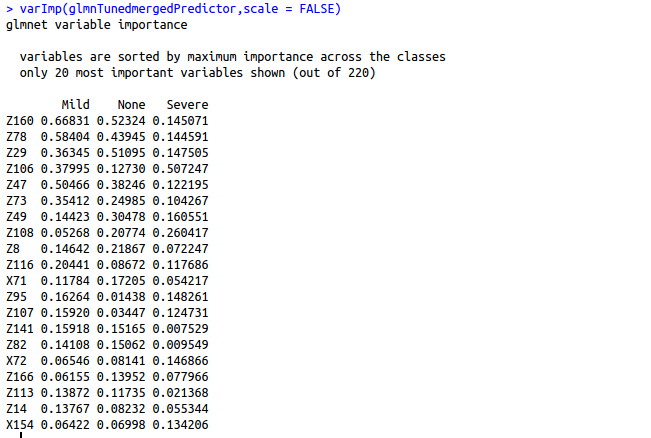 > varImp(glmnTunedmergedPredictor,scale = FALSE)
glmnet variable importance
variables are sorted by maximum importance across the classes
only 20 most important variables shown (out of 220)
Mild None Severe
Z160 0.66831 0.52324 0.145071
Z78 0.58404 0.43945 0.144591
Z29 0.36345 0.51095 0.147505
Z106 0.37995 0.12730 0.507247
Z47 0.50466 0.38246 0.122195
Z73 0.35412 0.24985 0.104267
Z49 0.14423 0.30478 0.160551
Z108 0.05268 0.20774 0.260417
Z8 0.14642 0.21867 0.072247
Z116 0.20441 0.08672 0.117686
X71 0.11784 0.17205 0.054217
Z95 0.16264 0.01438 0.148261
Z107 0.15920 0.03447 0.124731
Z141 0.15918 0.15165 0.007529
Z82 0.14108 0.15062 0.009549
X72 0.06546 0.08141 0.146866
Z166 0.06155 0.13952 0.077966
Z113 0.13872 0.11735 0.021368
Z14 0.13767 0.08232 0.055344
X154 0.06422 0.06998 0.134206